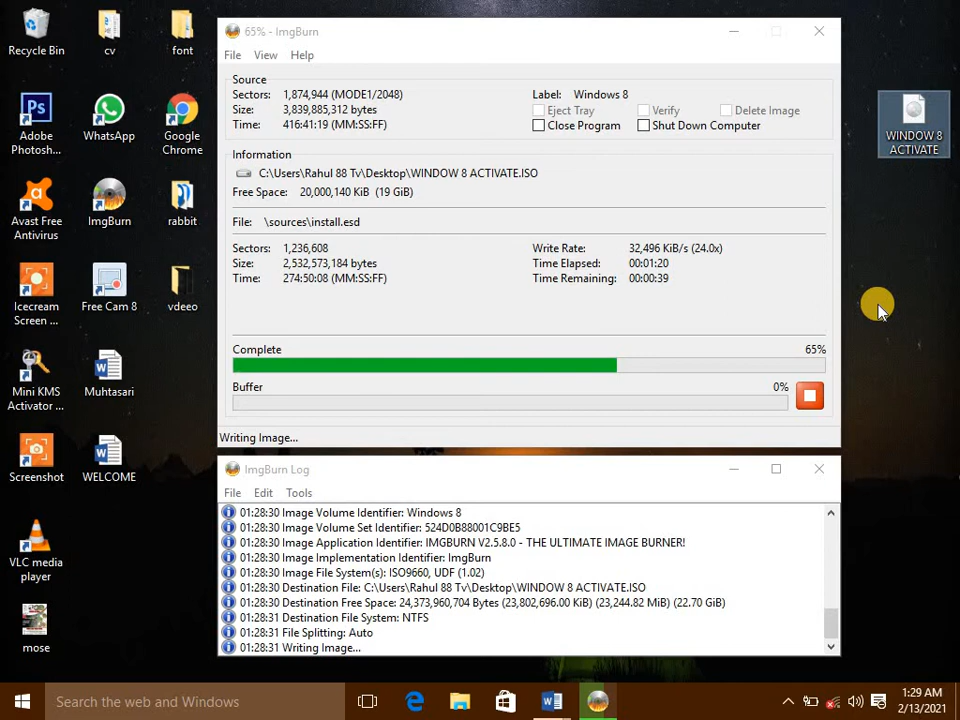 Recycle Bin
cv
font
Adobe
Photosh...
WhatsApp
Google
Chrome
Avast Free
Antivirus
ImgBurn
rabbit
Icecream
Screen ...
Free Cam 8
vdeeo
Mini KMS
Activator ...
Muhtasari
Screenshot
WELCOME
VLC media
player
mose
WINDOW 8
ACTIVATE
65% - ImgBurn
File View Help
Source
Sectors: 1,874,944 (MODE1/2048)
Size: 3,839,885,312 bytes
Time: 416:41:19 (MM:SS:FF)
Label: Windows 8
Eject Tray Verify Delete Image
Close Program Shut Down Computer
Information
C:\Users\Rahul 88 Tv\Desktop\WINDOW 8 ACTIVATE.ISO
Free Space: 20,000,140 KiB (19 GiB)
File: \sources\install.esd
Sectors: 1,236,608
Size: 2,532,573,184 bytes
Time: 274:50:08 (MM:SS:FF)
Write Rate: 32,496 KiB/s (24.0x)
Time Elapsed: 00:01:20
Time Remaining: 00:00:39
Complete 65%
Buffer 0%
Writing Image...
ImgBurn Log
File Edit Tools
01:28:30 Image Volume Identifier: Windows 8
01:28:30 Image Volume Set Identifier: 524D0B88001C9BE5
01:28:30 Image Application Identifier: IMGBURN V2.5.8.0 - THE ULTIMATE IMAGE BURNER!
01:28:30 Image Implementation Identifier: ImgBurn
01:28:30 Image File System(s): ISO9660, UDF (1.02)
01:28:30 Destination File: C:\Users\Rahul 88 Tv\Desktop\WINDOW 8 ACTIVATE.ISO
01:28:30 Destination Free Space: 24,373,960,704 Bytes (23,802,696.00 KiB) (23,244.82 MiB) (22.70 GiB)
01:28:31 Destination File System: NTFS
01:28:31 File Splitting: Auto
01:28:31 Writing Image...
Search the web and Windows
1:29 AM
2/13/2021